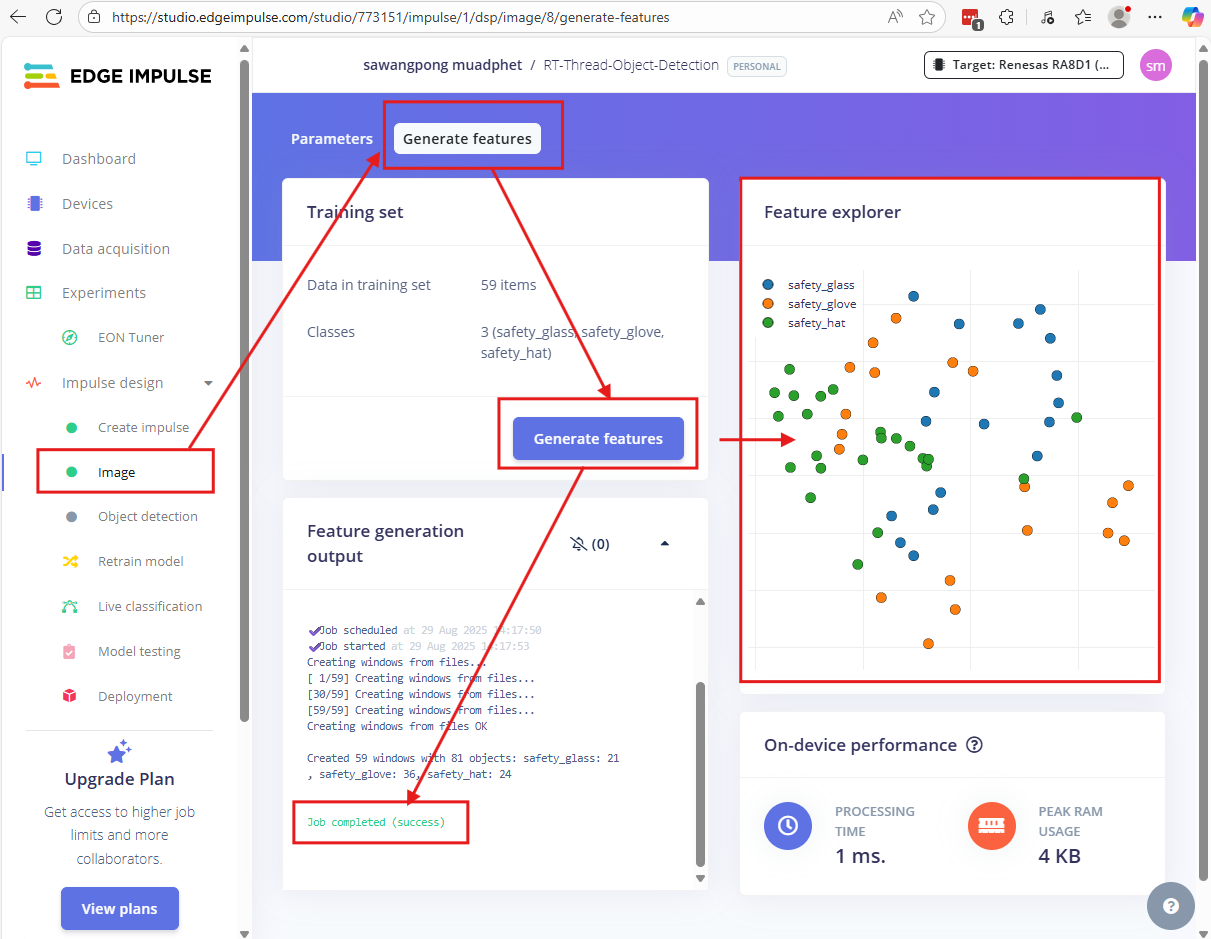 https://studio.edgeimpulse.com/studio/773151/impulse/1/dsp/image/8/generate-features
1
EDGE IMPULSE
Dashboard
Devices
Data acquisition
Experiments
EON Tuner
Impulse design
Create impulse
Image
Object detection
Retrain model
Live classification
Model testing
Deployment
Upgrade Plan
Get access to higher job
limits and more
collaborators.
View plans
sawangpong muadphet / RT-Thread-Object-Detection PERSONAL
Target: Renesas RA8D1 (...
sm
Parameters
Generate features
Training set
Data in training set 59 items
Classes 3 (safety_glass, safety_glove,
safety_hat)
Generate features
Feature generation
output
(0)
Job scheduled at 29 Aug 2025 14:17:50
Job started at 29 Aug 2025 14:17:53
Creating windows from files...
[ 1/59] Creating windows from files...
[30/59] Creating windows from files...
[59/59] Creating windows from files...
Creating windows from files OK
Created 59 windows with 81 objects: safety_glass: 21
, safety_glove: 36, safety_hat: 24
Job completed (success)
Feature explorer
safety_glass
safety_glove
safety_hat
On-device performance ?
PROCESSING
TIME
1 ms.
PEAK RAM
USAGE
4 KB
?